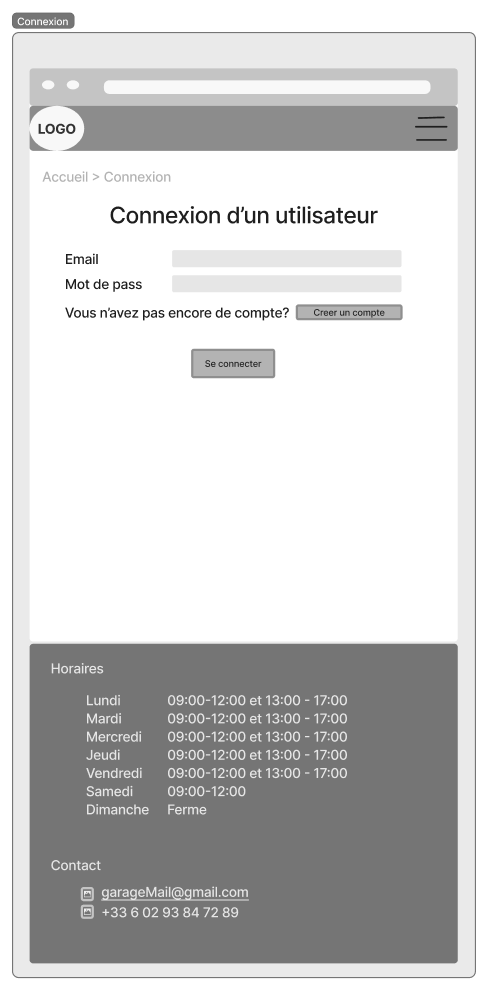 Connexion
LOGO
Accueil > Connexion
Connexion d'un utilisateur
Email
Mot de pass
Vous n'avez pas encore de compte? Creer un compte
Se connecter
Horaires
Lundi 09:00-12:00 et 13:00 - 17:00
Mardi 09:00-12:00 et 13:00 - 17:00
Mercredi 09:00-12:00 et 13:00 - 17:00
Jeudi 09:00-12:00 et 13:00 - 17:00
Vendredi 09:00-12:00 et 13:00 - 17:00
Samedi 09:00-12:00
Dimanche Ferme
Contact
garageMail@gmail.com
+33 6 02 93 84 72 89